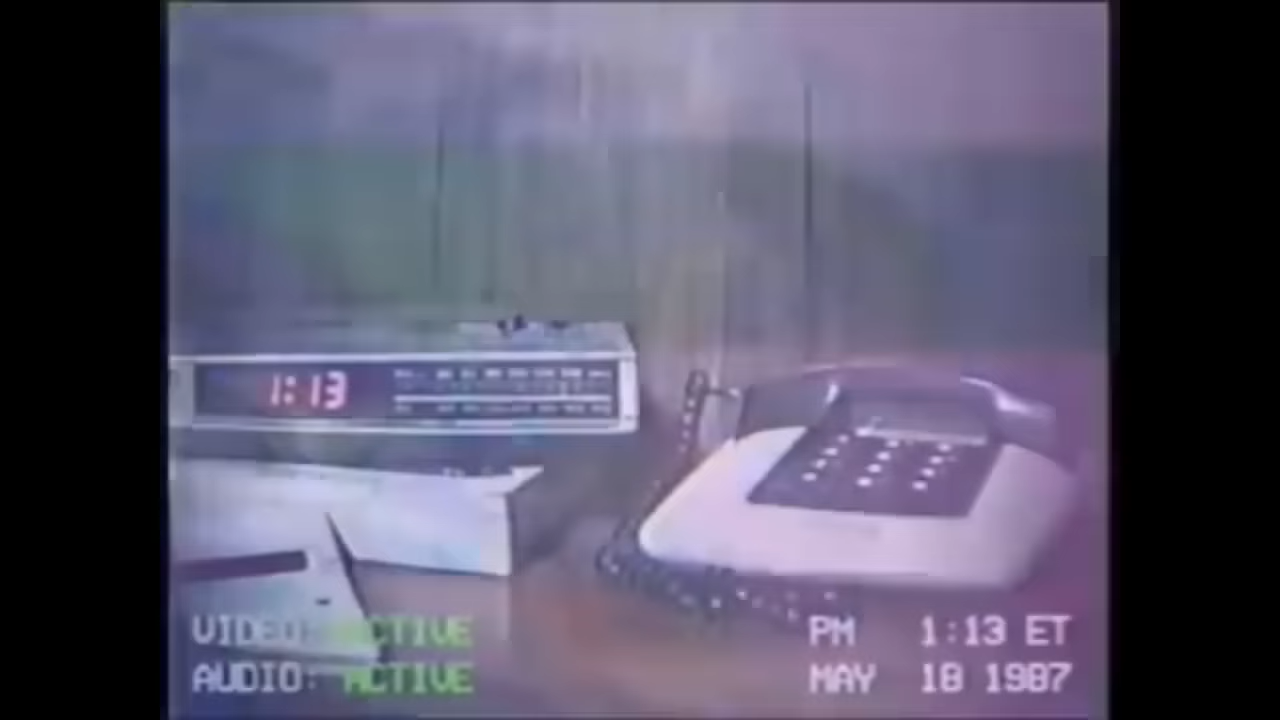 1:13
VIDEO: ACTIVE
PM 1:13 ET
AUDIO: ACTIVE
MAY 18 1987